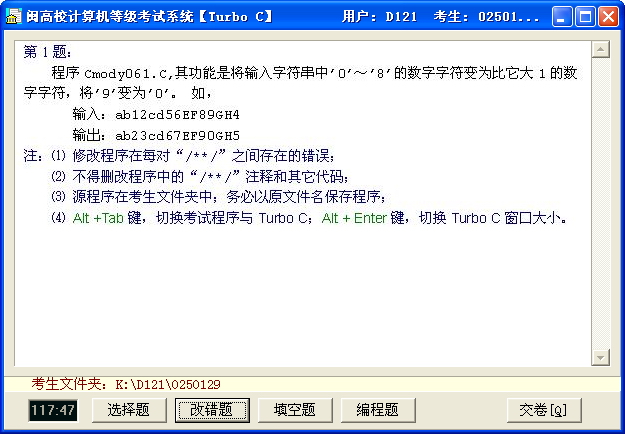 闽高校计算机等级考试系统【Turbo C】 用户：D121 考生：02501...
第1题：
程序Cmody061.C,其功能是将输入字符串中'0'～'8'的数字字符变为比它大1的数
字字符，将'9'变为'0'。 如，
输入：ab12cd56EF89GH4
输出：ab23cd67EF90GH5
注：⑴ 修改程序在每对“/**/”之间存在的错误；
⑵ 不得删改程序中的“/**/”注释和其它代码；
⑶ 源程序在考生文件夹中；务必以原文件名保存程序；
⑷ Alt +Tab 键，切换考试程序与 Turbo C；Alt + Enter 键，切换 Turbo C 窗口大小。
考生文件夹：K:\D121\0250129
117:47 选择题 改错题 填空题 编程题 交卷[Q]